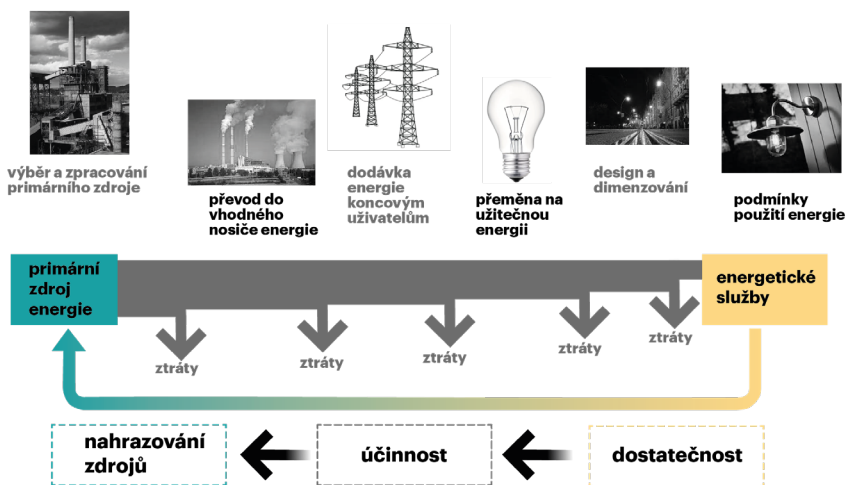 výběr a zpracování
primárního zdroje
převod do
vhodného
nosiče energie
dodávka
energie
koncovým
uživatelům
přeměna na
užitečnou
energii
design a
dimenzování
podmínky
použití energie
primární
zdroj
energie
energetické
služby
ztráty
ztráty
ztráty
ztráty
ztráty
nahrazování
zdrojů
účinnost
dostatečnost